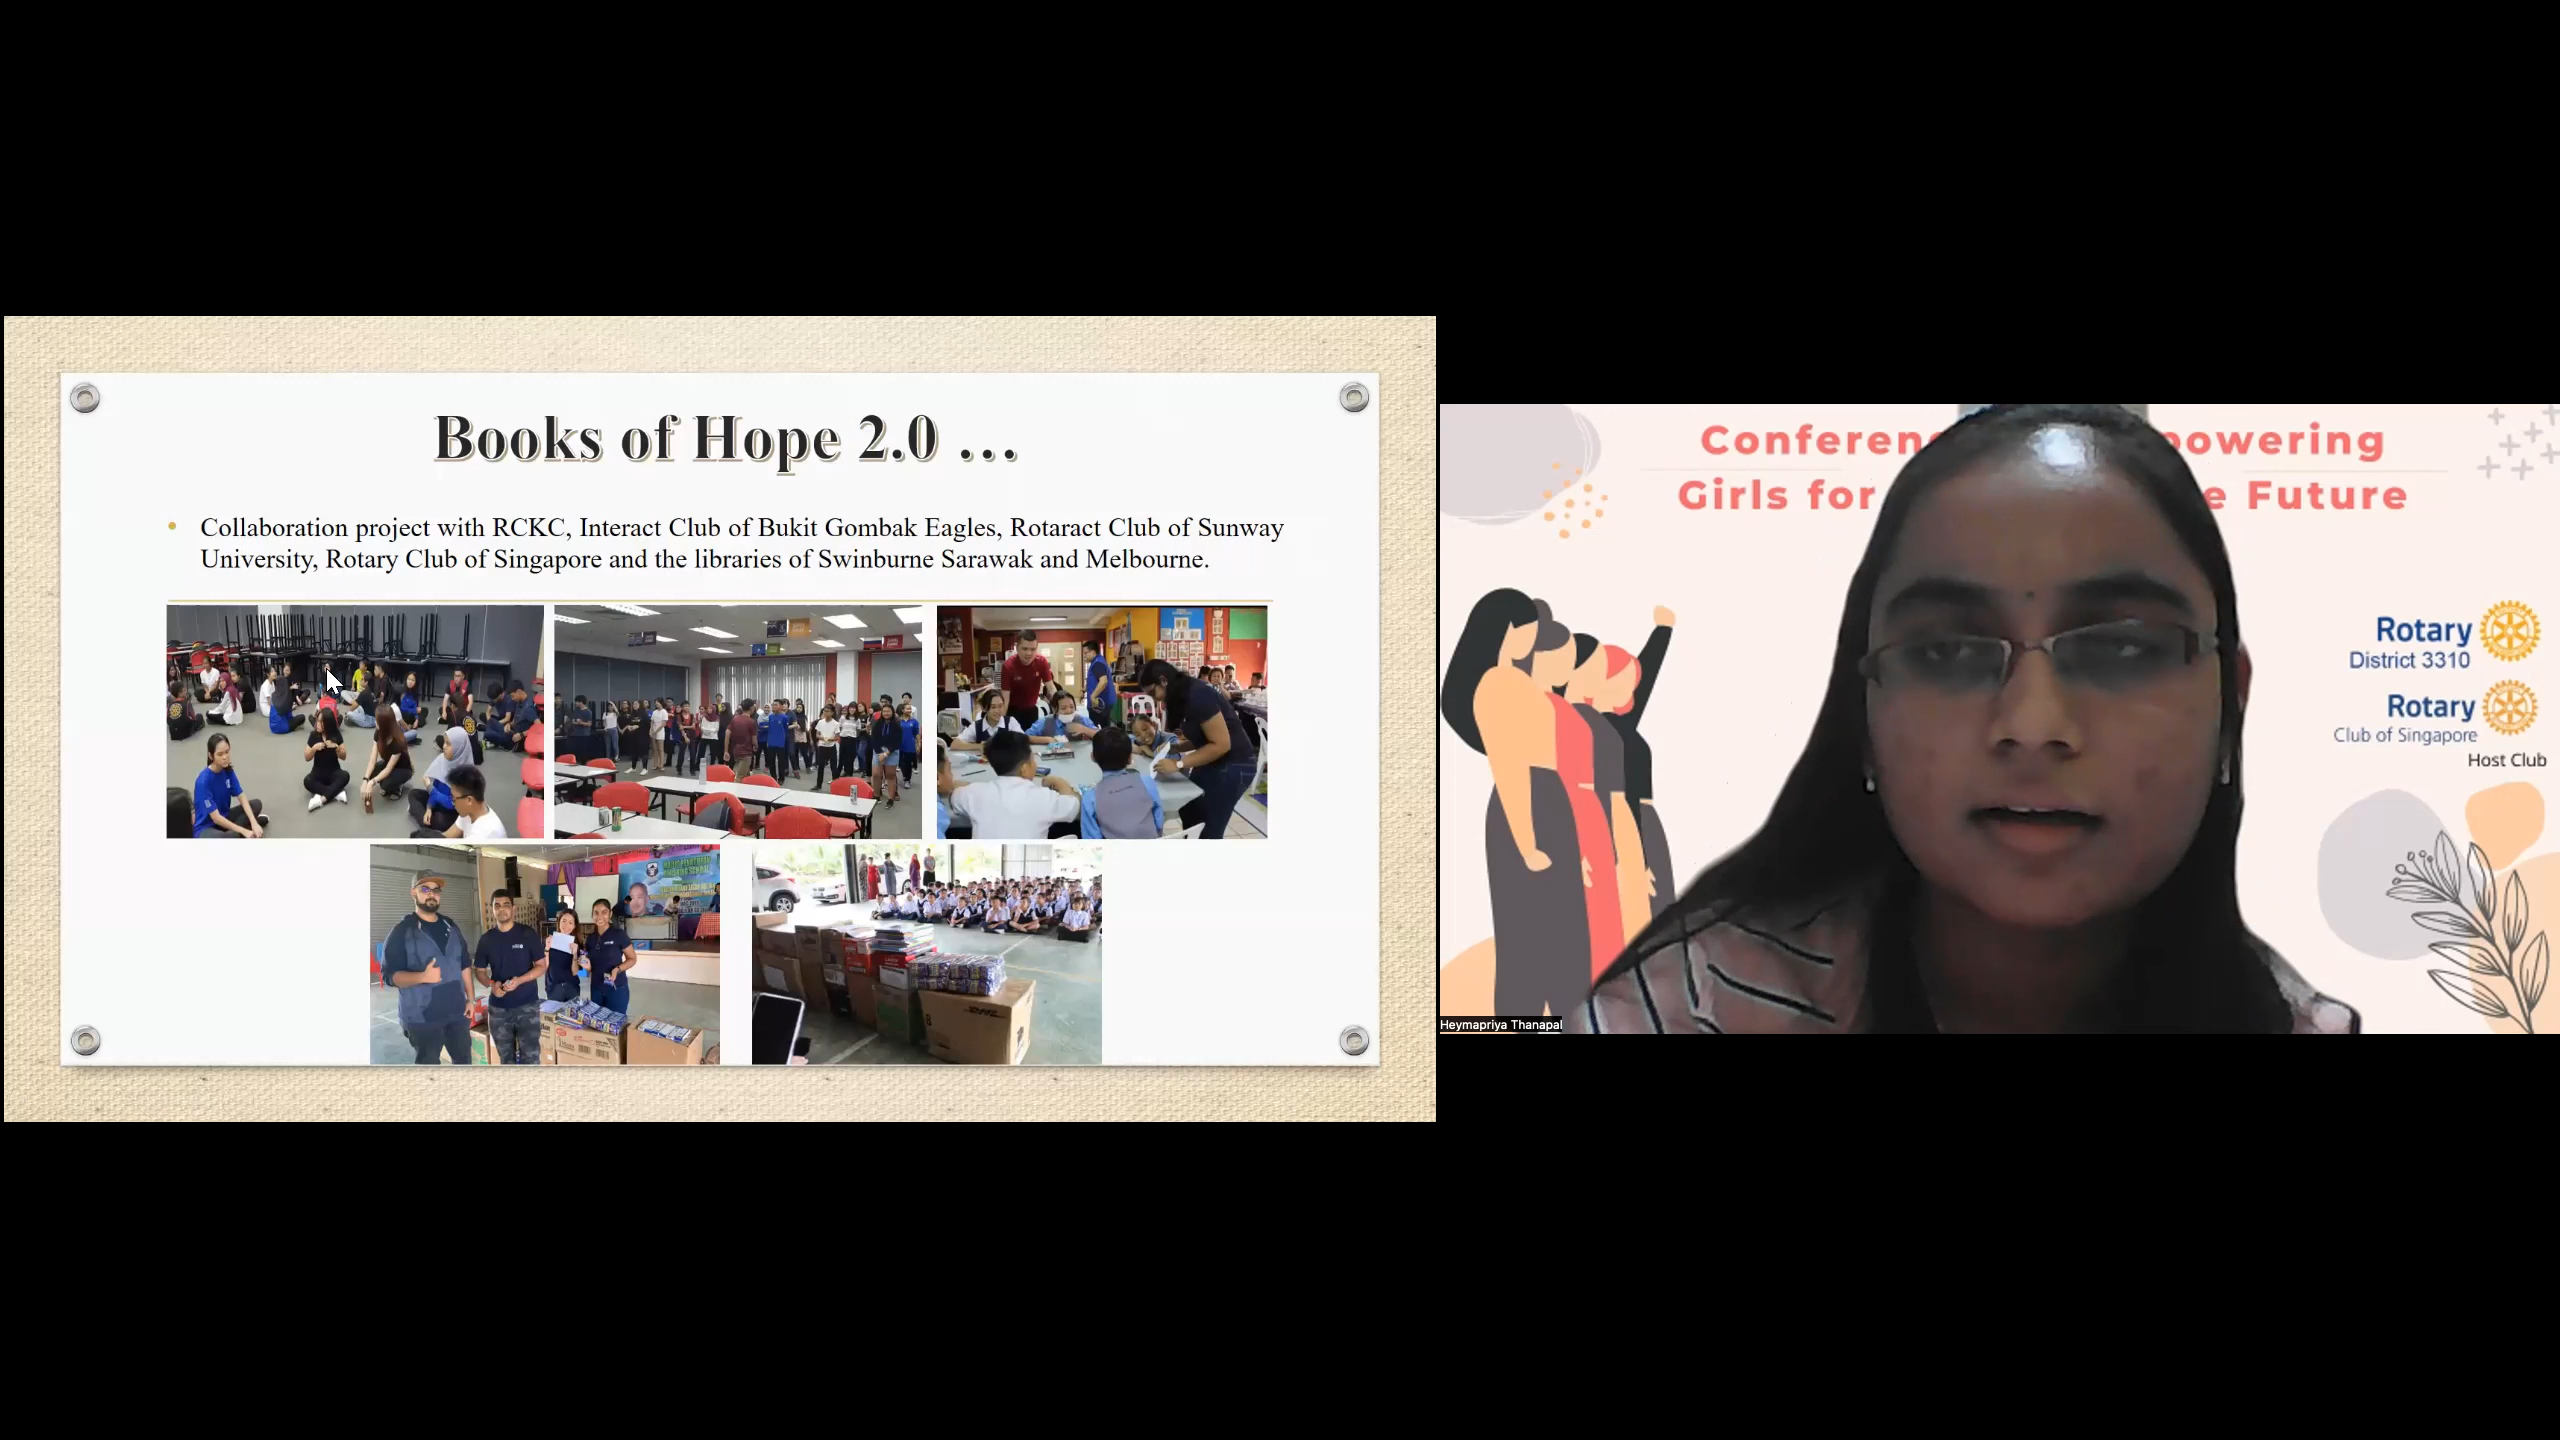 Books of Hope 2.0 ...
• Collaboration project with RCKC, Interact Club of Bukit Gombak Eagles, Rotaract Club of Sunway
University, Rotary Club of Singapore and the libraries of Swinburne Sarawak and Melbourne.
Conferen powering
Girls for e Future
Rotary
District 3310
Rotary
Club of Singapore
Host Club
Heymapriya Thanapal